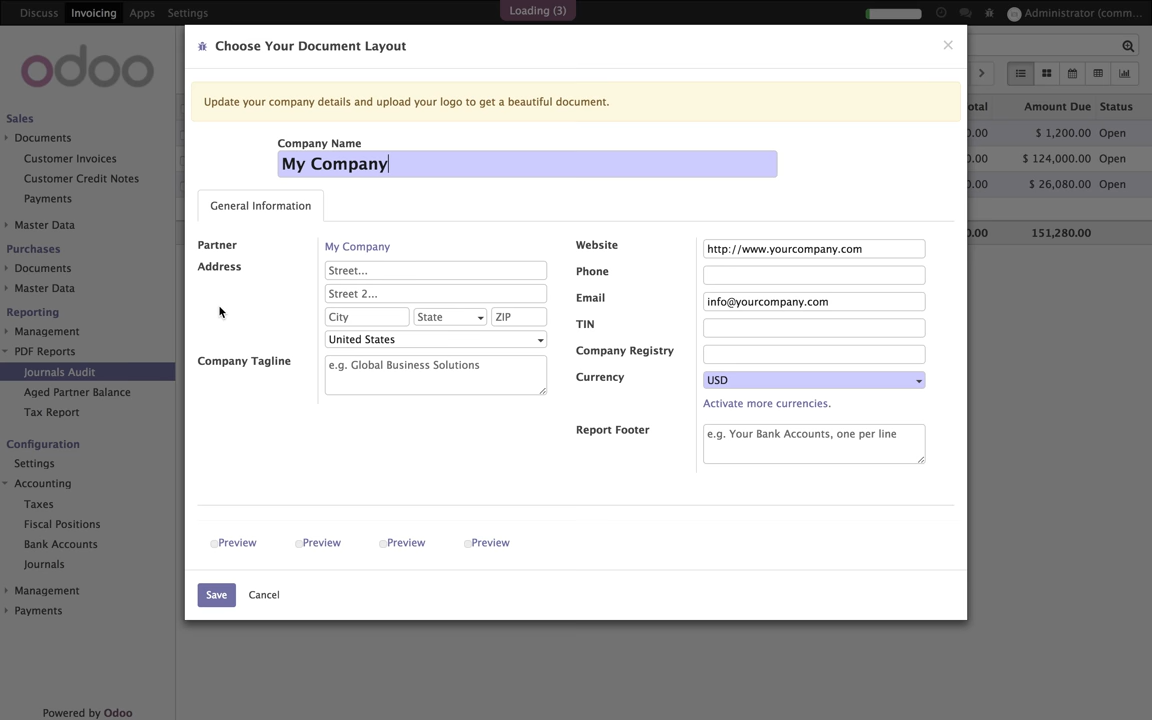 Discuss Invoicing Apps Settings
Loading (3)
Administrator (comm...
odoo
Sales
Documents
Customer Invoices
Customer Credit Notes
Payments
Master Data
Purchases
Documents
Master Data
Reporting
Management
PDF Reports
Journals Audit
Aged Partner Balance
Tax Report
Configuration
Settings
Accounting
Taxes
Fiscal Positions
Bank Accounts
Journals
Management
Payments
Powered by Odoo
Choose Your Document Layout
×
Update your company details and upload your logo to get a beautiful document.
Company Name
My Company
General Information
Partner
My Company
Address
Street...
Street 2...
City State ZIP
United States
Company Tagline
e.g. Global Business Solutions
Website
http://www.yourcompany.com
Phone
Email
info@yourcompany.com
TIN
Company Registry
Currency
USD
Activate more currencies.
Report Footer
e.g. Your Bank Accounts, one per line
Preview Preview Preview Preview
Save Cancel
otal Amount Due Status
0.00 $ 1,200.00 Open
0.00 $ 124,000.00 Open
0.00 $ 26,080.00 Open
0.00 151,280.00